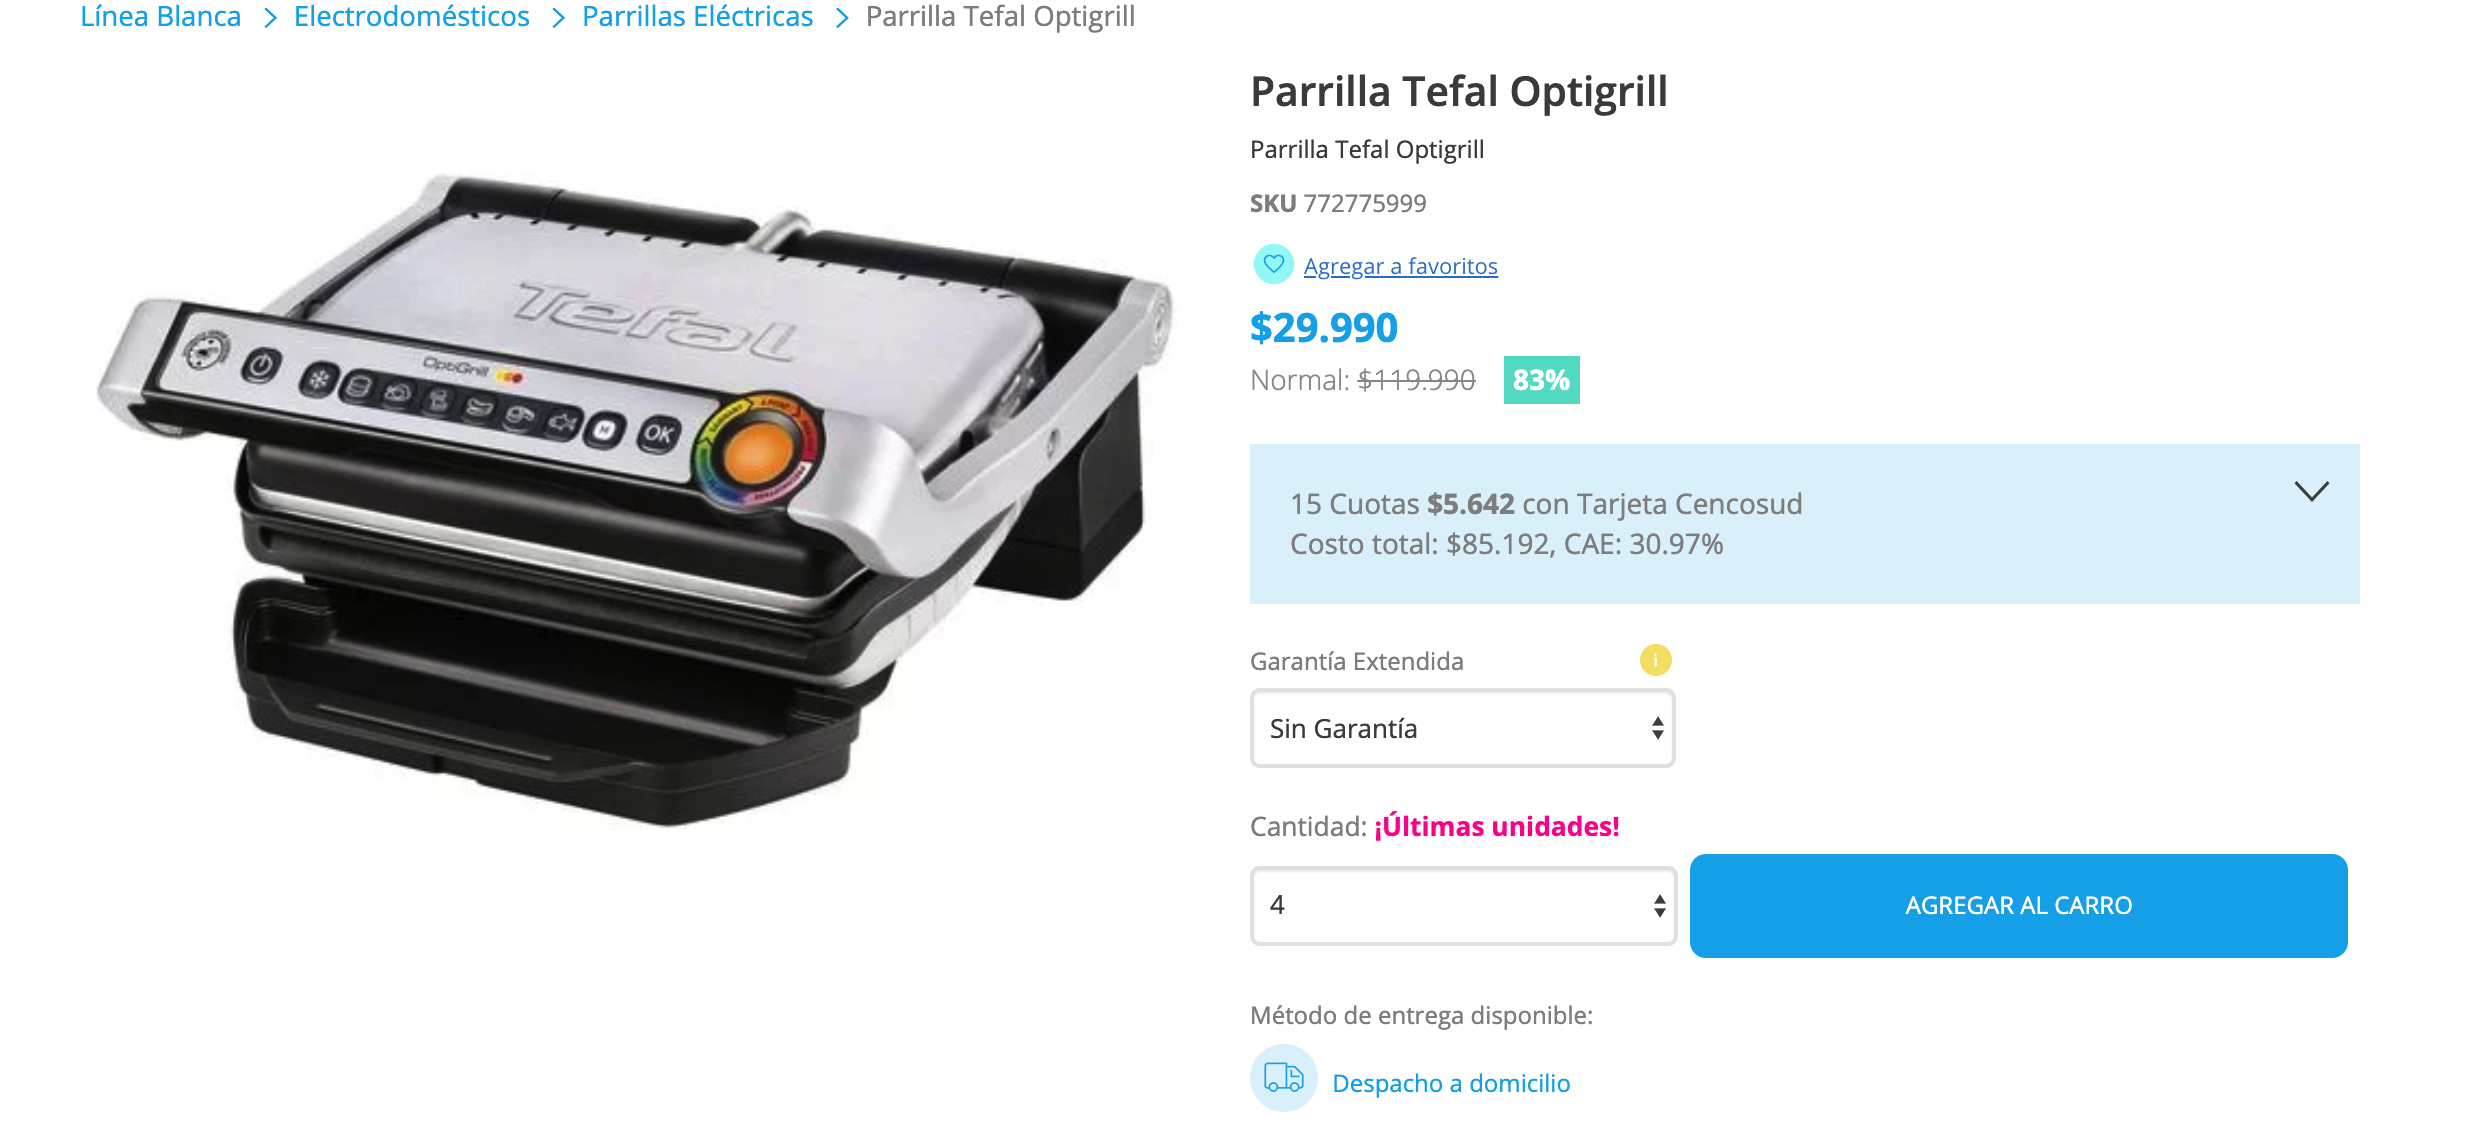 Línea Blanca > Electrodomésticos > Parrillas Eléctricas > Parrilla Tefal Optigrill
Tefal
OptiGrill
OK
Parrilla Tefal Optigrill
Parrilla Tefal Optigrill
SKU 772775999
Agregar a favoritos
$29.990
Normal: $119.990 83%
15 Cuotas $5.642 con Tarjeta Cencosud
Costo total: $85.192, CAE: 30.97%
Garantía Extendida i
Sin Garantía
Cantidad: ¡Últimas unidades!
4
AGREGAR AL CARRO
Método de entrega disponible:
Despacho a domicilio